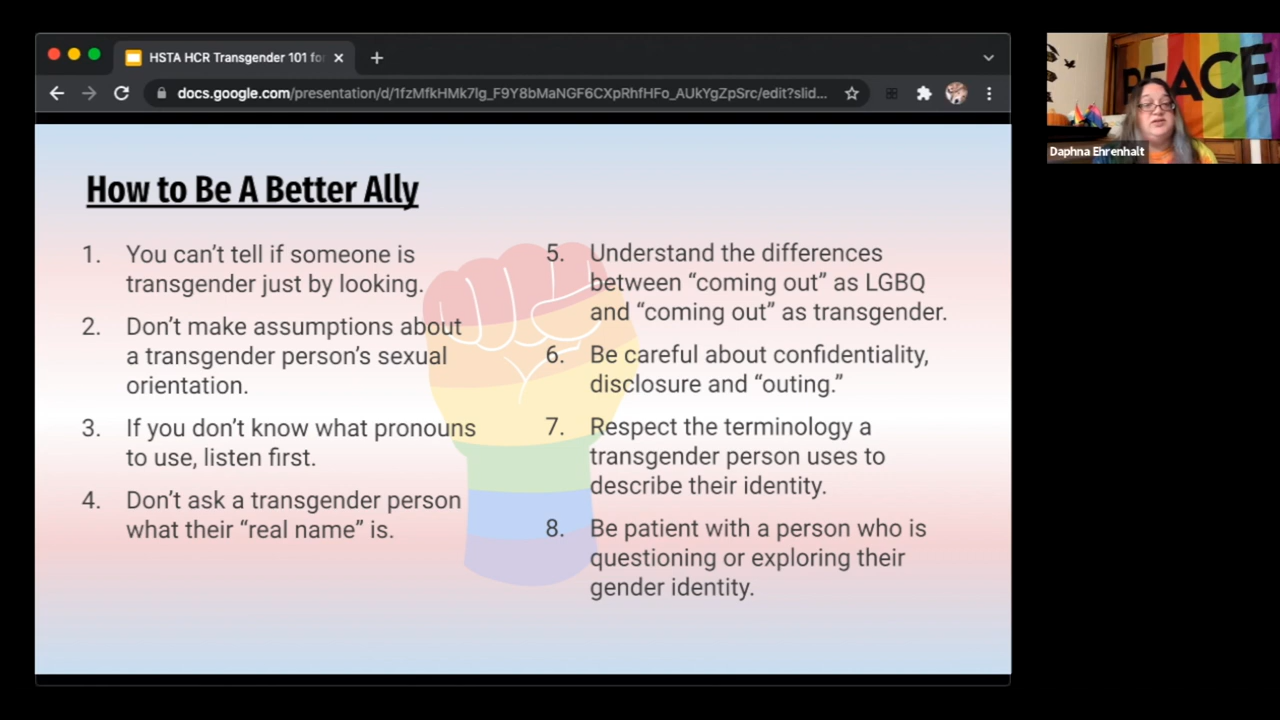 HSTA HCR Transgender 101 fo
docs.google.com/presentation/d/1fzMfkHMk7lg_F9Y8bMaNGF6CXpRhfHFo_AUkYgZpSrc/edit?slid...
PEACE
Daphna Ehrenhalt
How to Be A Better Ally
1. You can’t tell if someone is
transgender just by looking.
2. Don’t make assumptions about
a transgender person’s sexual
orientation.
3. If you don’t know what pronouns
to use, listen first.
4. Don’t ask a transgender person
what their “real name” is.
5. Understand the differences
between “coming out” as LGBQ
and “coming out” as transgender.
6. Be careful about confidentiality,
disclosure and “outing.”
7. Respect the terminology a
transgender person uses to
describe their identity.
8. Be patient with a person who is
questioning or exploring their
gender identity.